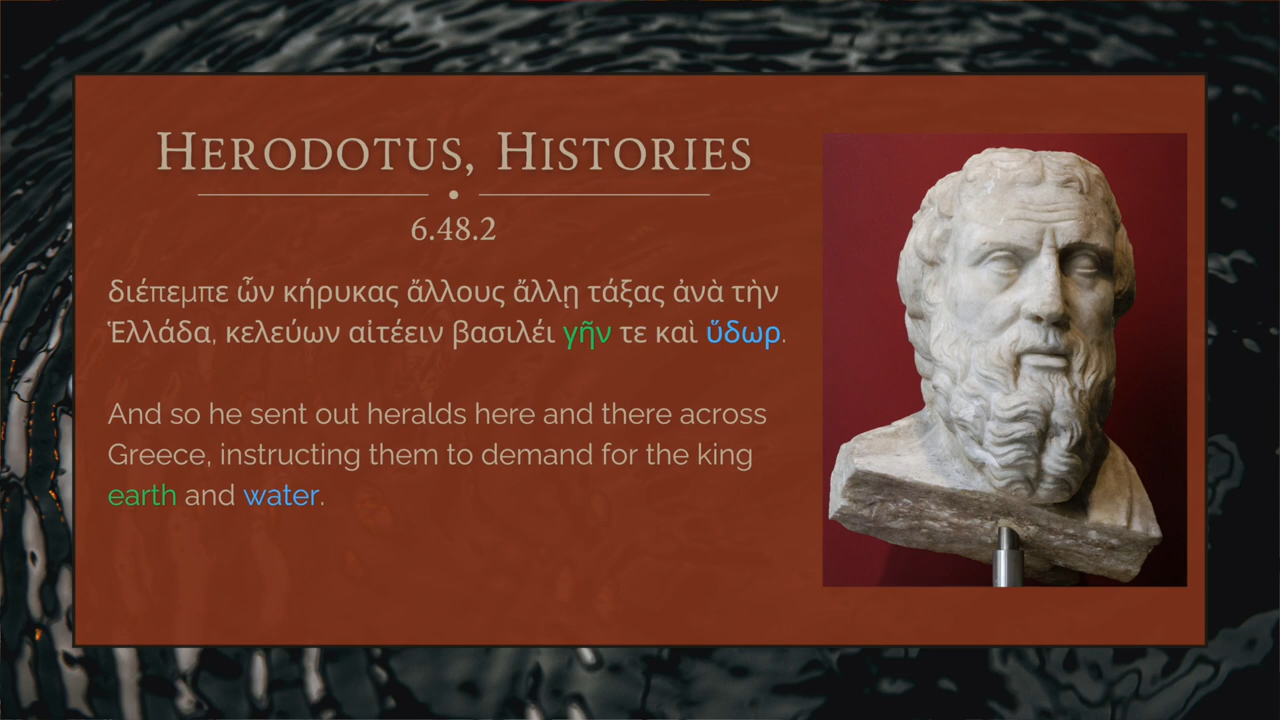 HERODOTUS, HISTORIES
6.48.2
διέπεμπε ὦν κήρυκας ἄλλους ἄλλῃ τάξας ἀνὰ τὴν
Ἑλλάδα, κελεύων αἰτέειν βασιλέι γῆν τε καὶ ὕδωρ.
And so he sent out heralds here and there across
Greece, instructing them to demand for the king
earth and water.